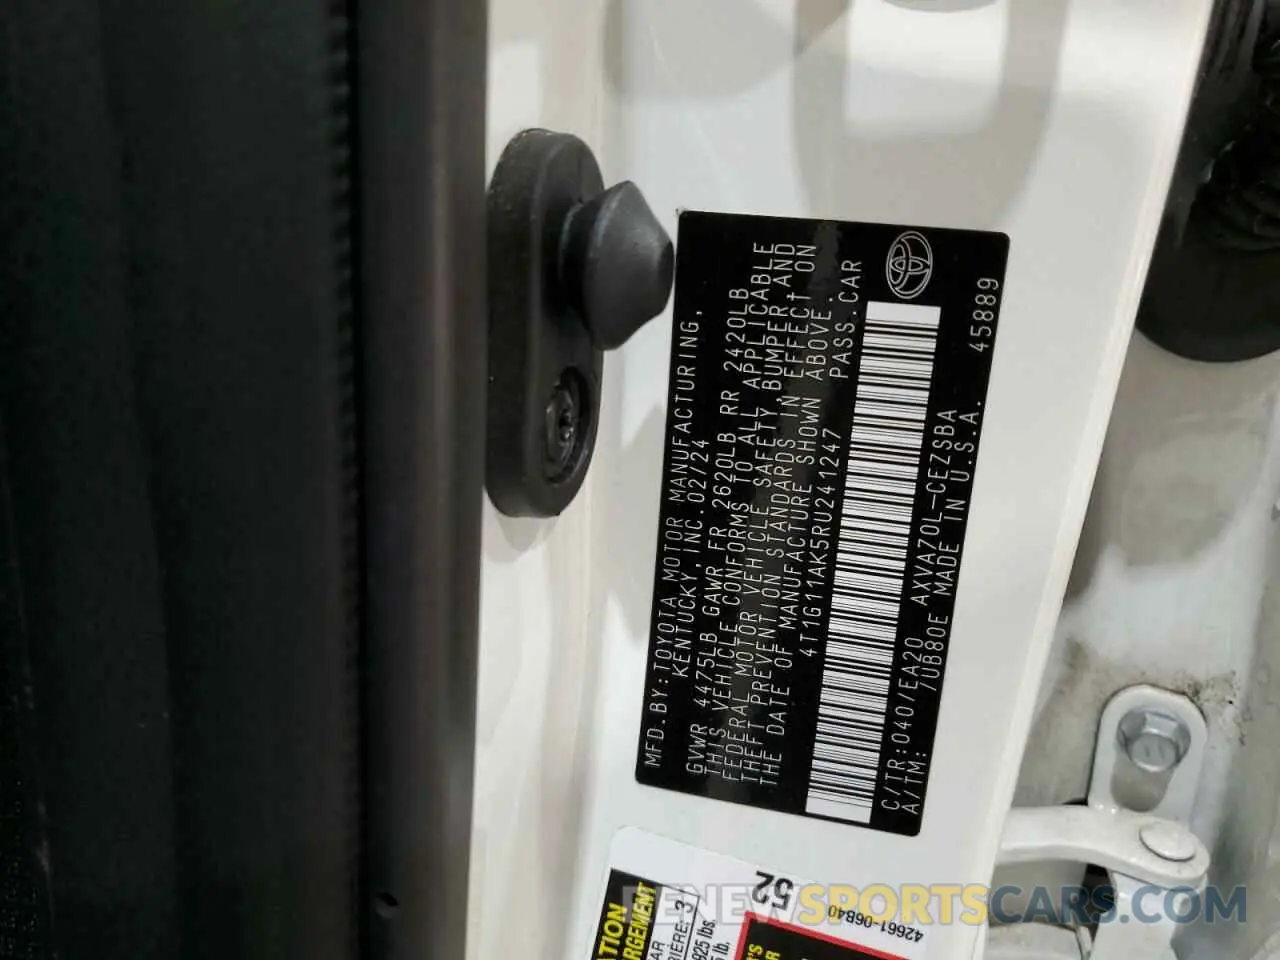 MFD.BY:TOYOTA MOTOR MANUFACTURING,
KENTUCKY,INC.02/24
GVWR 4475LB GAWR FR 2620LB RR 2420LB
THIS VEHICLE CONFORMS TO ALL APPLICABLE
FEDERAL MOTOR VEHICLE SAFETY,BUMPER,AND
THEFT PREVENTION STANDARDS IN EFFECT ON
THE DATE OF MANUFACTURE SHOWN ABOVE.
4T1G11AK5RU241247 PASS.CAR
C/TR:040/EA20 AXVA70L-CEZSBA 45889
A/TM: /UB80E MADE IN U.S.A.
52
42661-06840
RENEWSPORTSCARS.COM